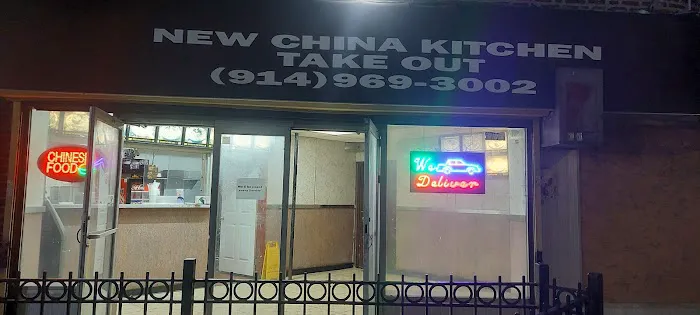 NEW CHINA KITCHEN
TAKE OUT
(914)969-3002
CHINESE
FOOD
We
Deliver